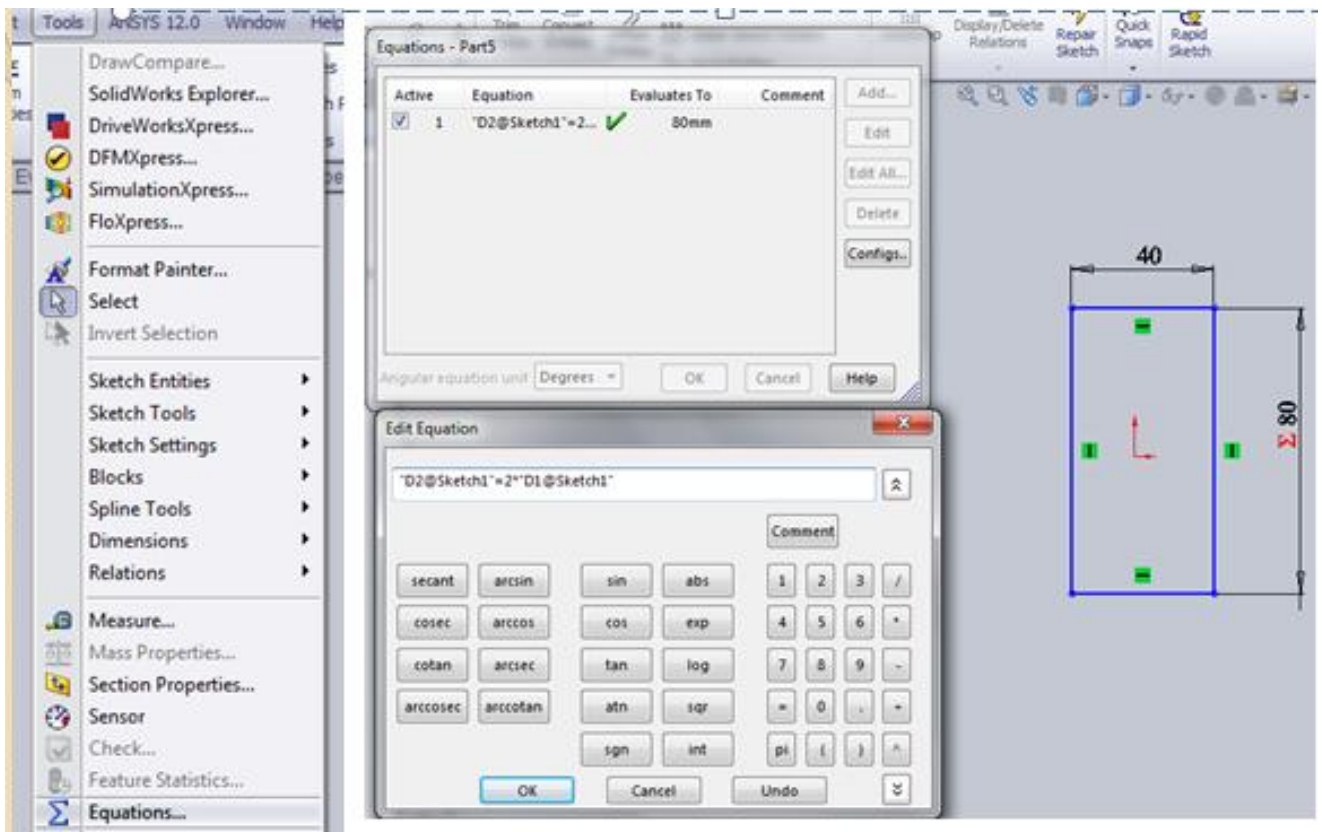 Tools ANSYS 12.0 Window Help
DrawCompare...
SolidWorks Explorer...
DriveWorksXpress...
DFMXpress...
SimulationXpress...
FloXpress...
Format Painter...
Select
Invert Selection
Sketch Entities
Sketch Tools
Sketch Settings
Blocks
Spline Tools
Dimensions
Relations
Measure...
Mass Properties...
Section Properties...
Sensor
Check...
Feature Statistics...
Σ Equations...
Equations - Part5
Active Equation Evaluates To Comment
1 "D2@Sketch1"=2... 80mm
Add...
Edit
Edit All...
Delete
Configs..
Angular equation unit Degrees OK Cancel Help
Edit Equation
"D2@Sketch1"=2*"D1@Sketch1"
Comment
secant arcsin sin abs 1 2 3 /
cosec arccos cos exp 4 5 6 *
cotan arcsec tan log 7 8 9 -
arccosec arccotan atn sqr = 0 . +
sgn int pi ( ) ^
OK Cancel Undo
Display/Delete
Relations
Repair
Sketch
Quick
Snaps
Rapid
Sketch
40
Σ 80